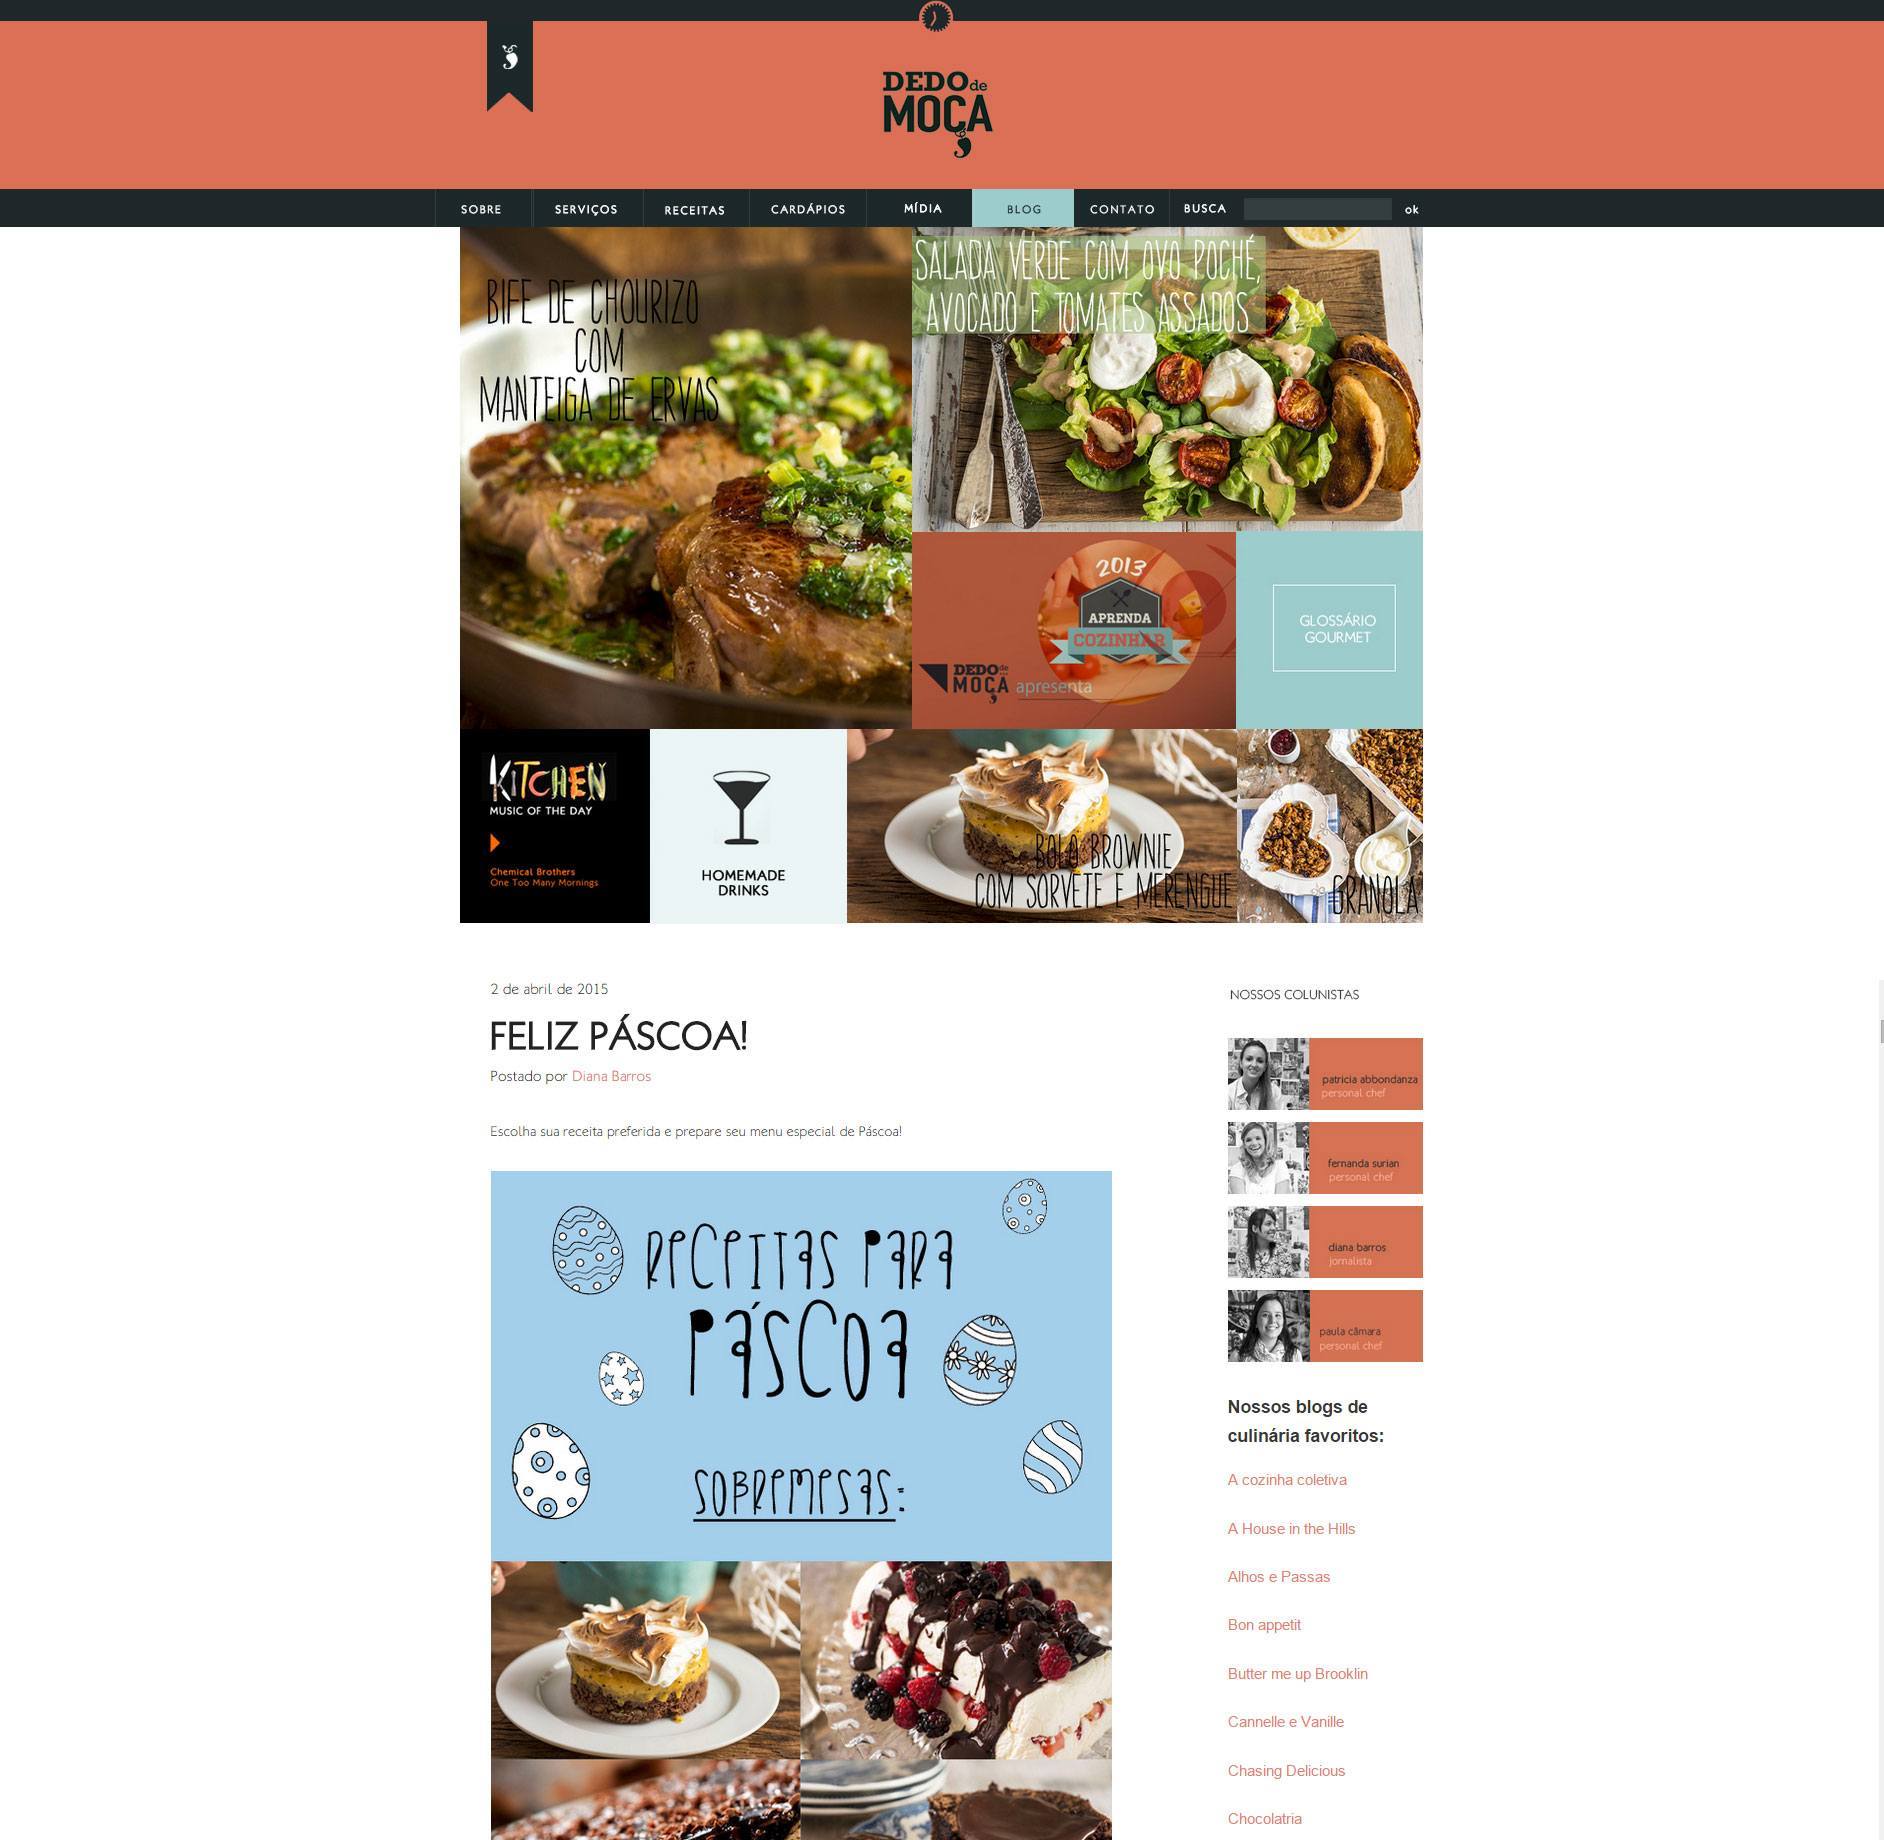 DEDO de
MOÇA
SOBRE
SERVIÇOS
RECEITAS
CARDÁPIOS
MÍDIA
BLOG
CONTATO
BUSCA
ok
BIFE DE CHOURIZO
COM
MANTEIGA DE ERVAS
SALADA VERDE COM OVO POCHÉ,
AVOCADO E TOMATES ASSADOS
2013
APRENDA
COZINHAR
DEDO de
MOÇA apresenta
GLOSSÁRIO
GOURMET
KITCHEN
MUSIC OF THE DAY
Chemical Brothers
One Too Many Mornings
HOMEMADE
DRINKS
BOLO BROWNIE
COM SORVETE E MERENGUE
GRANOLA
2 de abril de 2015
FELIZ PÁSCOA!
Postado por Diana Barros
Escolha sua receita preferida e prepare seu menu especial de Páscoa!
RECEITAS PARA
PÁSCOA
SOBREMESAS:
NOSSOS COLUNISTAS
patricia abbondanza
personal chef
fernanda surian
personal chef
diana barros
jornalista
paula câmara
personal chef
Nossos blogs de
culinária favoritos:
A cozinha coletiva
A House in the Hills
Alhos e Passas
Bon appetit
Butter me up Brooklin
Cannelle e Vanille
Chasing Delicious
Chocolatria